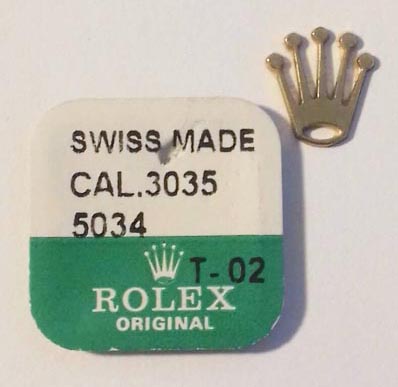 SWISS MADE
CAL.3035
5034
T-02
ROLEX
ORIGINAL